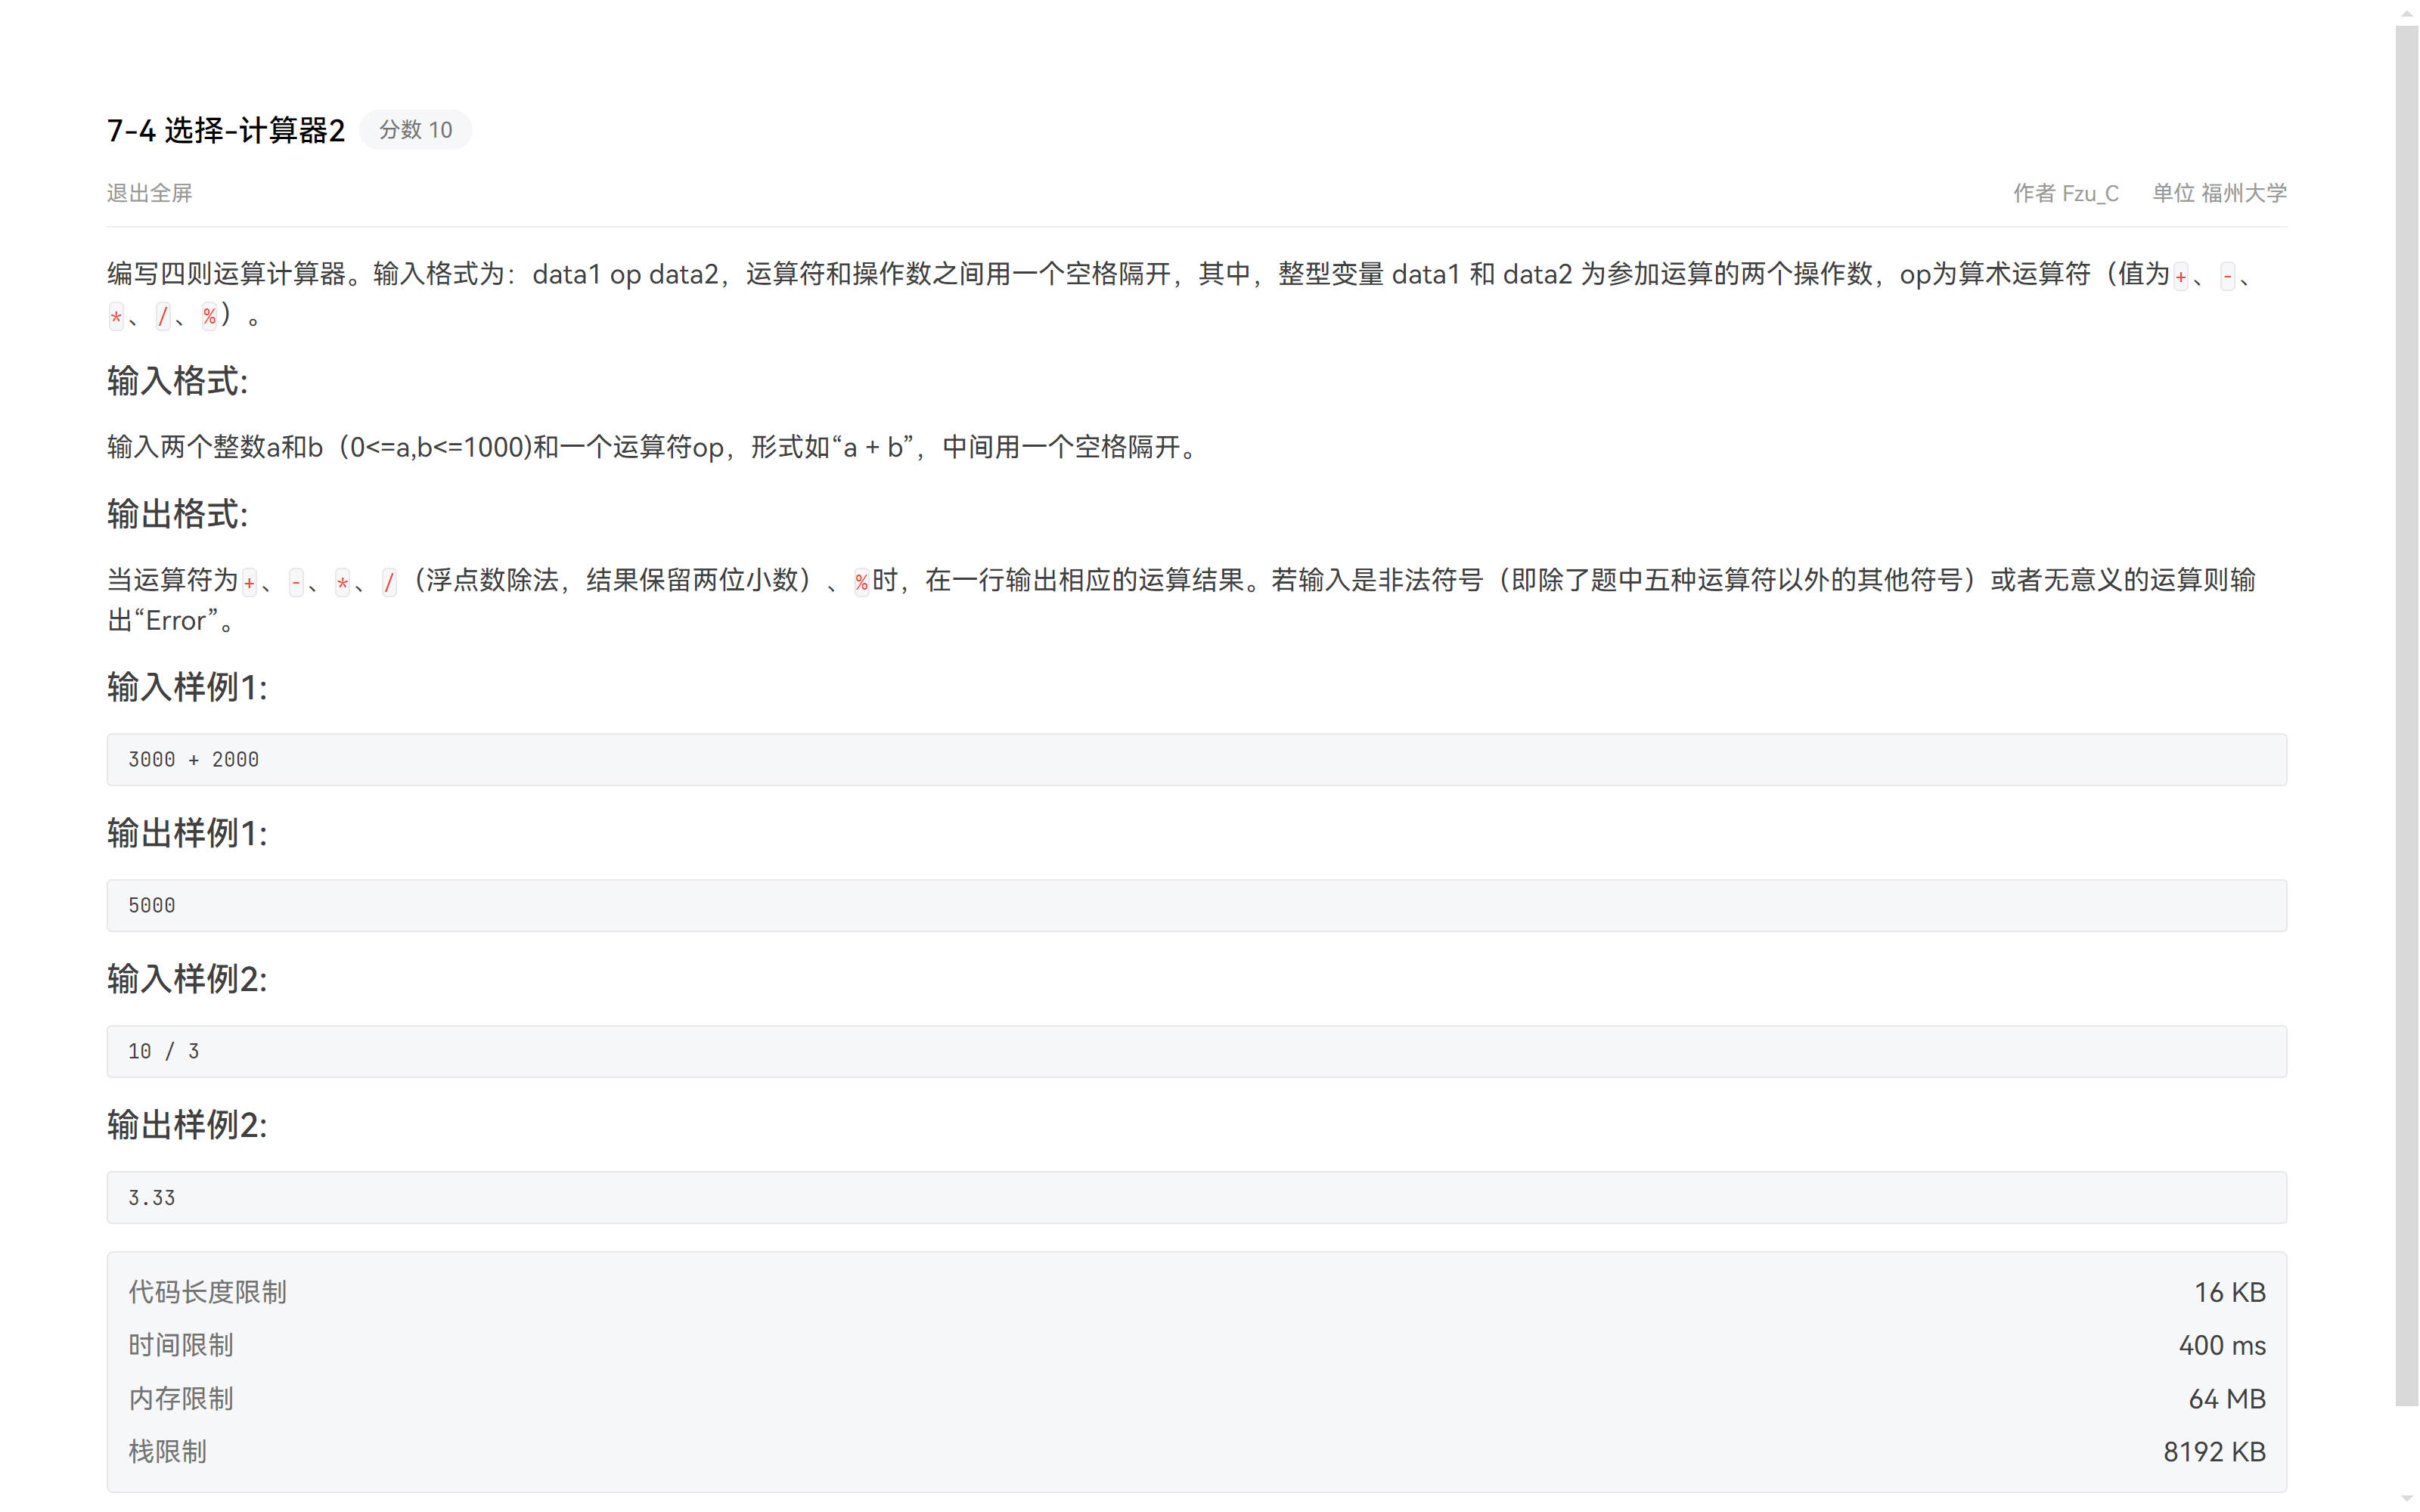 7-4 选择-计算器2 分数 10
退出全屏 作者 Fzu_C 单位 福州大学
编写四则运算计算器。输入格式为：data1 op data2，运算符和操作数之间用一个空格隔开，其中，整型变量 data1 和 data2 为参加运算的两个操作数，op为算术运算符（值为+、-、
*、/、%）。
输入格式:
输入两个整数a和b（0<=a,b<=1000)和一个运算符op，形式如“a + b”，中间用一个空格隔开。
输出格式:
当运算符为+、-、*、/（浮点数除法，结果保留两位小数）、%时，在一行输出相应的运算结果。若输入是非法符号（即除了题中五种运算符以外的其他符号）或者无意义的运算则输
出“Error”。
输入样例1:
3000 + 2000
输出样例1:
5000
输入样例2:
10 / 3
输出样例2:
3.33
代码长度限制 16 KB
时间限制 400 ms
内存限制 64 MB
栈限制 8192 KB